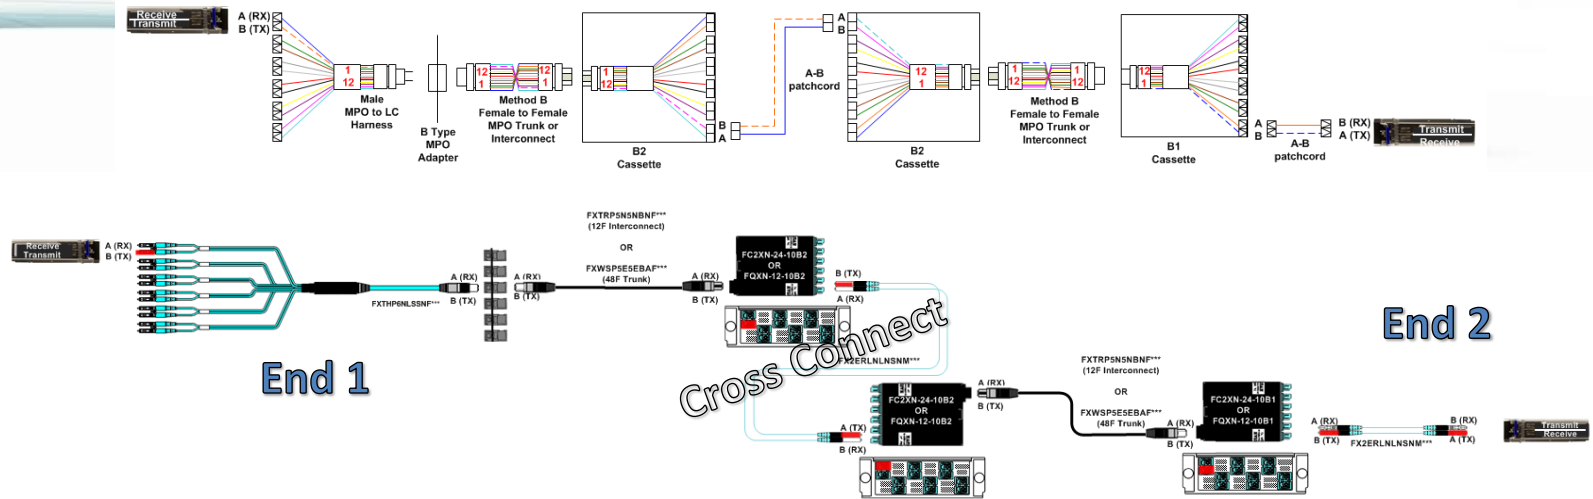 Receive
Transmit
A (RX)
B (TX)
1
12
Male
MPO to LC
Harness
B Type
MPO
Adapter
12
1
12
1
Method B
Female to Female
MPO Trunk or
Interconnect
1
12
B2
Cassette
B
A
A
B
A-B
patchcord
12
1
B2
Cassette
1
12
1
12
Method B
Female to Female
MPO Trunk or
Interconnect
12
1
B1
Cassette
A
B
A-B
patchcord
B (RX)
A (TX)
Transmit
Receive
Receive
Transmit
A (RX)
B (TX)
FXTHP6NLSSNF***
A (RX)
B (TX)
A (RX)
B (TX)
FXTRP5N5NBNF***
(12F Interconnect)
OR
FXWSP5E5EBAF***
(48F Trunk)
A (RX)
B (TX)
FC2XN-24-10B2
OR
FQXN-12-10B2
B (TX)
A (RX)
End 1
Cross Connect
FX2ERLNLNSNM***
A (TX)
B (RX)
FC2XN-24-10B2
OR
FQXN-12-10B2
A (RX)
B (TX)
FXTRP5N5NBNF***
(12F Interconnect)
OR
FXWSP5E5EBAF***
(48F Trunk)
A (RX)
B (TX)
FC2XN-24-10B1
OR
FQXN-12-10B1
End 2
A (RX)
B (TX)
FX2ERLNLNSNM***
B (RX)
A (TX)
Transmit
Receive